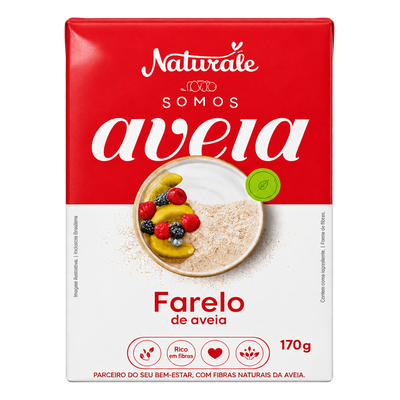 Naturale
SOMOS
aveia
Farelo
de aveia
170g
Rico
em fibras
PARCEIRO DO SEU BEM-ESTAR, COM FIBRAS NATURAIS DA AVEIA.